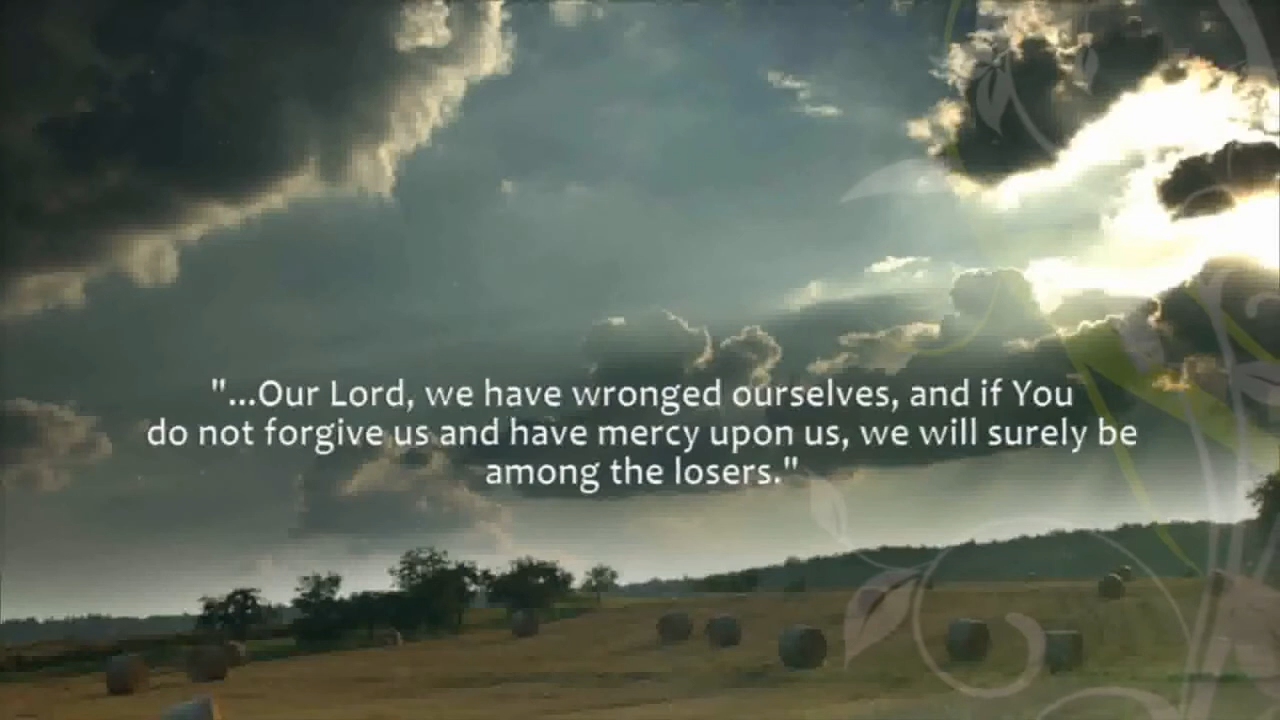 "...Our Lord, we have wronged ourselves, and if You
do not forgive us and have mercy upon us, we will surely be
among the losers."